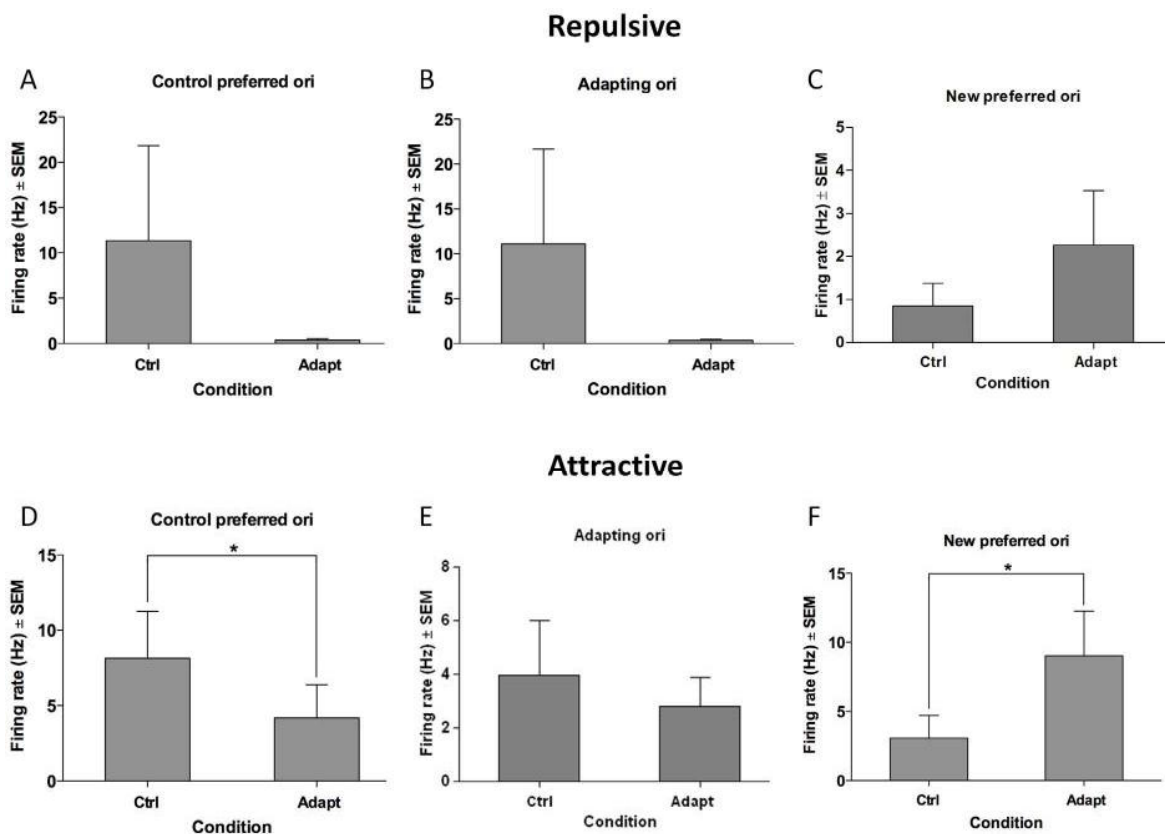 Repulsive
A
Control preferred ori
Firing rate (Hz) ± SEM
25
20
15
10
5
0
Ctrl
Adapt
Condition
B
Adapting ori
Firing rate (Hz) ± SEM
25
20
15
10
5
0
Ctrl
Adapt
Condition
C
New preferred ori
Firing rate (Hz) ± SEM
5
4
3
2
1
0
Ctrl
Adapt
Condition
Attractive
D
Control preferred ori
Firing rate (Hz) ± SEM
15
10
5
0
*
Ctrl
Adapt
Condition
E
Adapting ori
Firing rate (Hz) ± SEM
8
6
4
2
0
Ctrl
Adapt
Condition
F
New preferred ori
Firing rate (Hz) ± SEM
15
10
5
0
*
Ctrl
Adapt
Condition